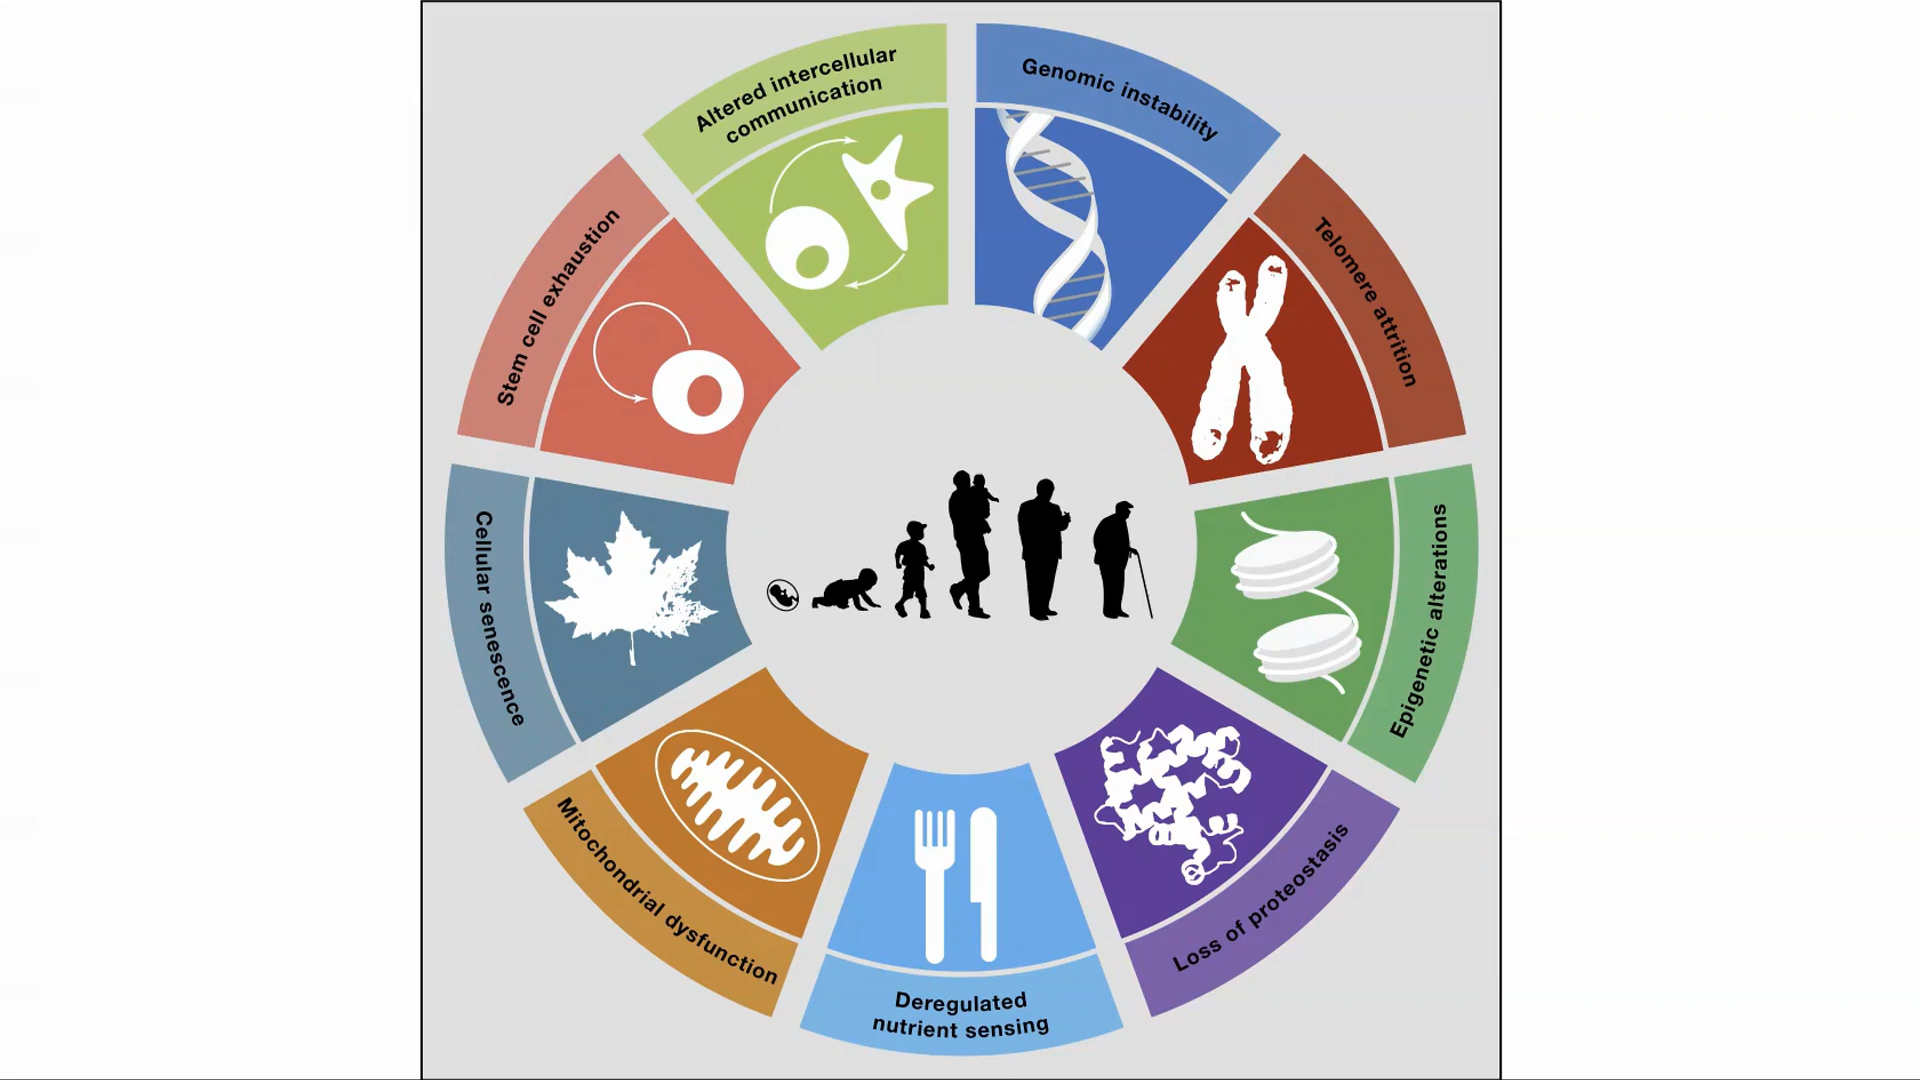 Altered intercellular
communication
Genomic instability
Telomere attrition
Epigenetic alterations
Loss of proteostasis
Deregulated
nutrient sensing
Mitochondrial dysfunction
Cellular senescence
Stem cell exhaustion